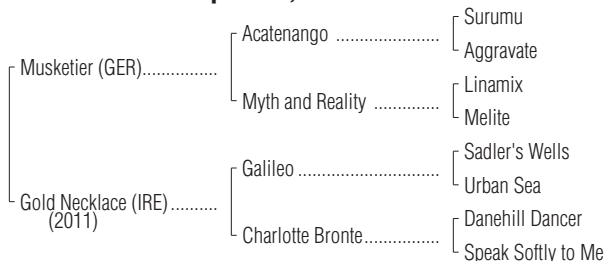 Surumu
Acatenango ..................
Aggravate
Musketier (GER)...............
Linamix
Myth and Reality ...............
Melite
Sadler's Wells
Galileo .............................
Urban Sea
Gold Necklace (IRE) ..........
(2011)
Danehill Dancer
Charlotte Bronte................
Speak Softly to Me